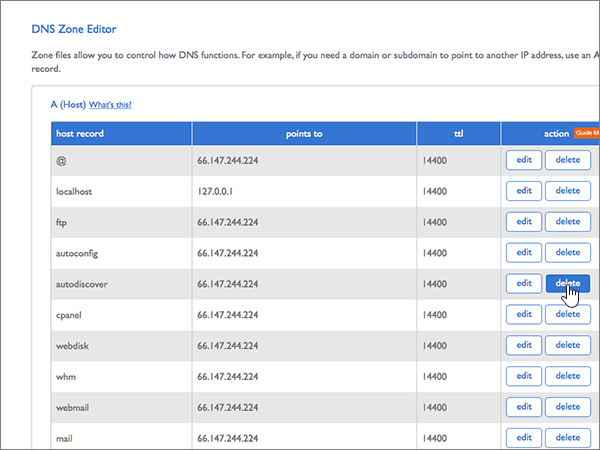 DNS Zone Editor
Zone files allow you to control how DNS functions. For example, if you need a domain or subdomain to point to another IP address, use an A
record.
A (Host) What's this?
host record points to ttl action Guide M
@ 66.147.244.224 14400 edit delete
localhost 127.0.0.1 14400 edit delete
ftp 66.147.244.224 14400 edit delete
autoconfig 66.147.244.224 14400 edit delete
autodiscover 66.147.244.224 14400 edit delete
cpanel 66.147.244.224 14400 edit delete
webdisk 66.147.244.224 14400 edit delete
whm 66.147.244.224 14400 edit delete
webmail 66.147.244.224 14400 edit delete
mail 66.147.244.224 14400 edit delete